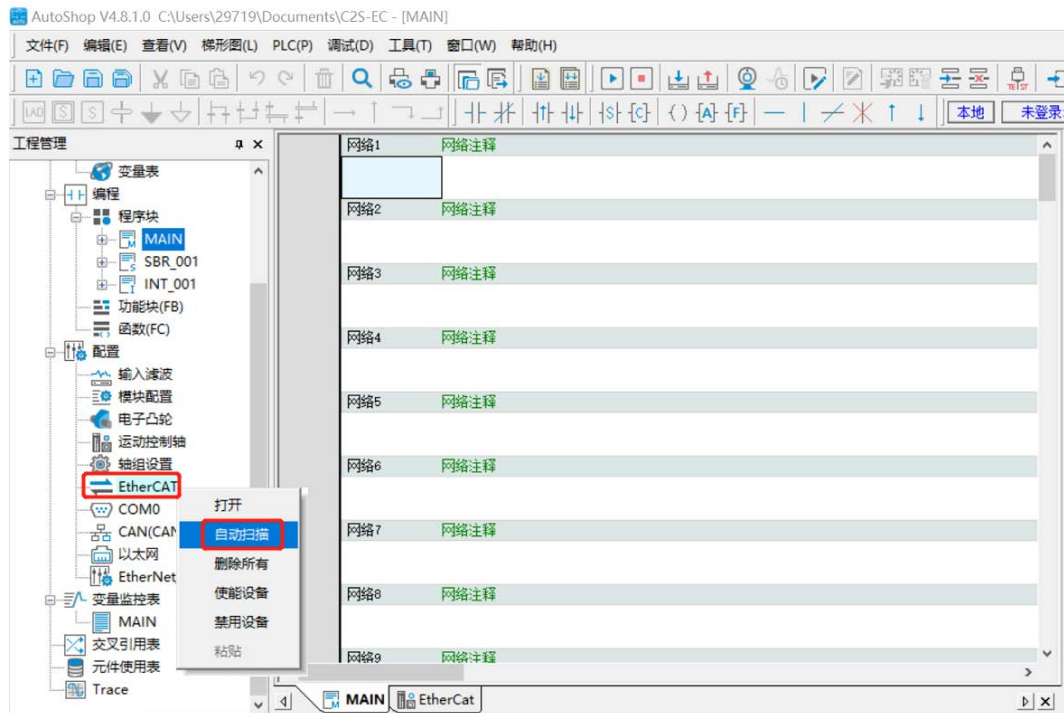 AutoShop V4.8.1.0 C:\Users\29719\Documents\C2S-EC - [MAIN]
文件(F) 编辑(E) 查看(V) 梯形图(L) PLC(P) 调试(D) 工具(T) 窗口(W) 帮助(H)
本地 未登录
工程管理
变量表
编程
程序块
MAIN
SBR_001
INT_001
功能块(FB)
函数(FC)
配置
输入滤波
模块配置
电子凸轮
运动控制轴
轴组设置
EtherCAT
COM0
CAN(CAN
以太网
EtherNet
变量监控表
MAIN
交叉引用表
元件使用表
Trace
打开
自动扫描
删除所有
使能设备
禁用设备
粘贴
网络1 网络注释
网络2 网络注释
网络3 网络注释
网络4 网络注释
网络5 网络注释
网络6 网络注释
网络7 网络注释
网络8 网络注释
网络9 网络注释
MAIN EtherCat